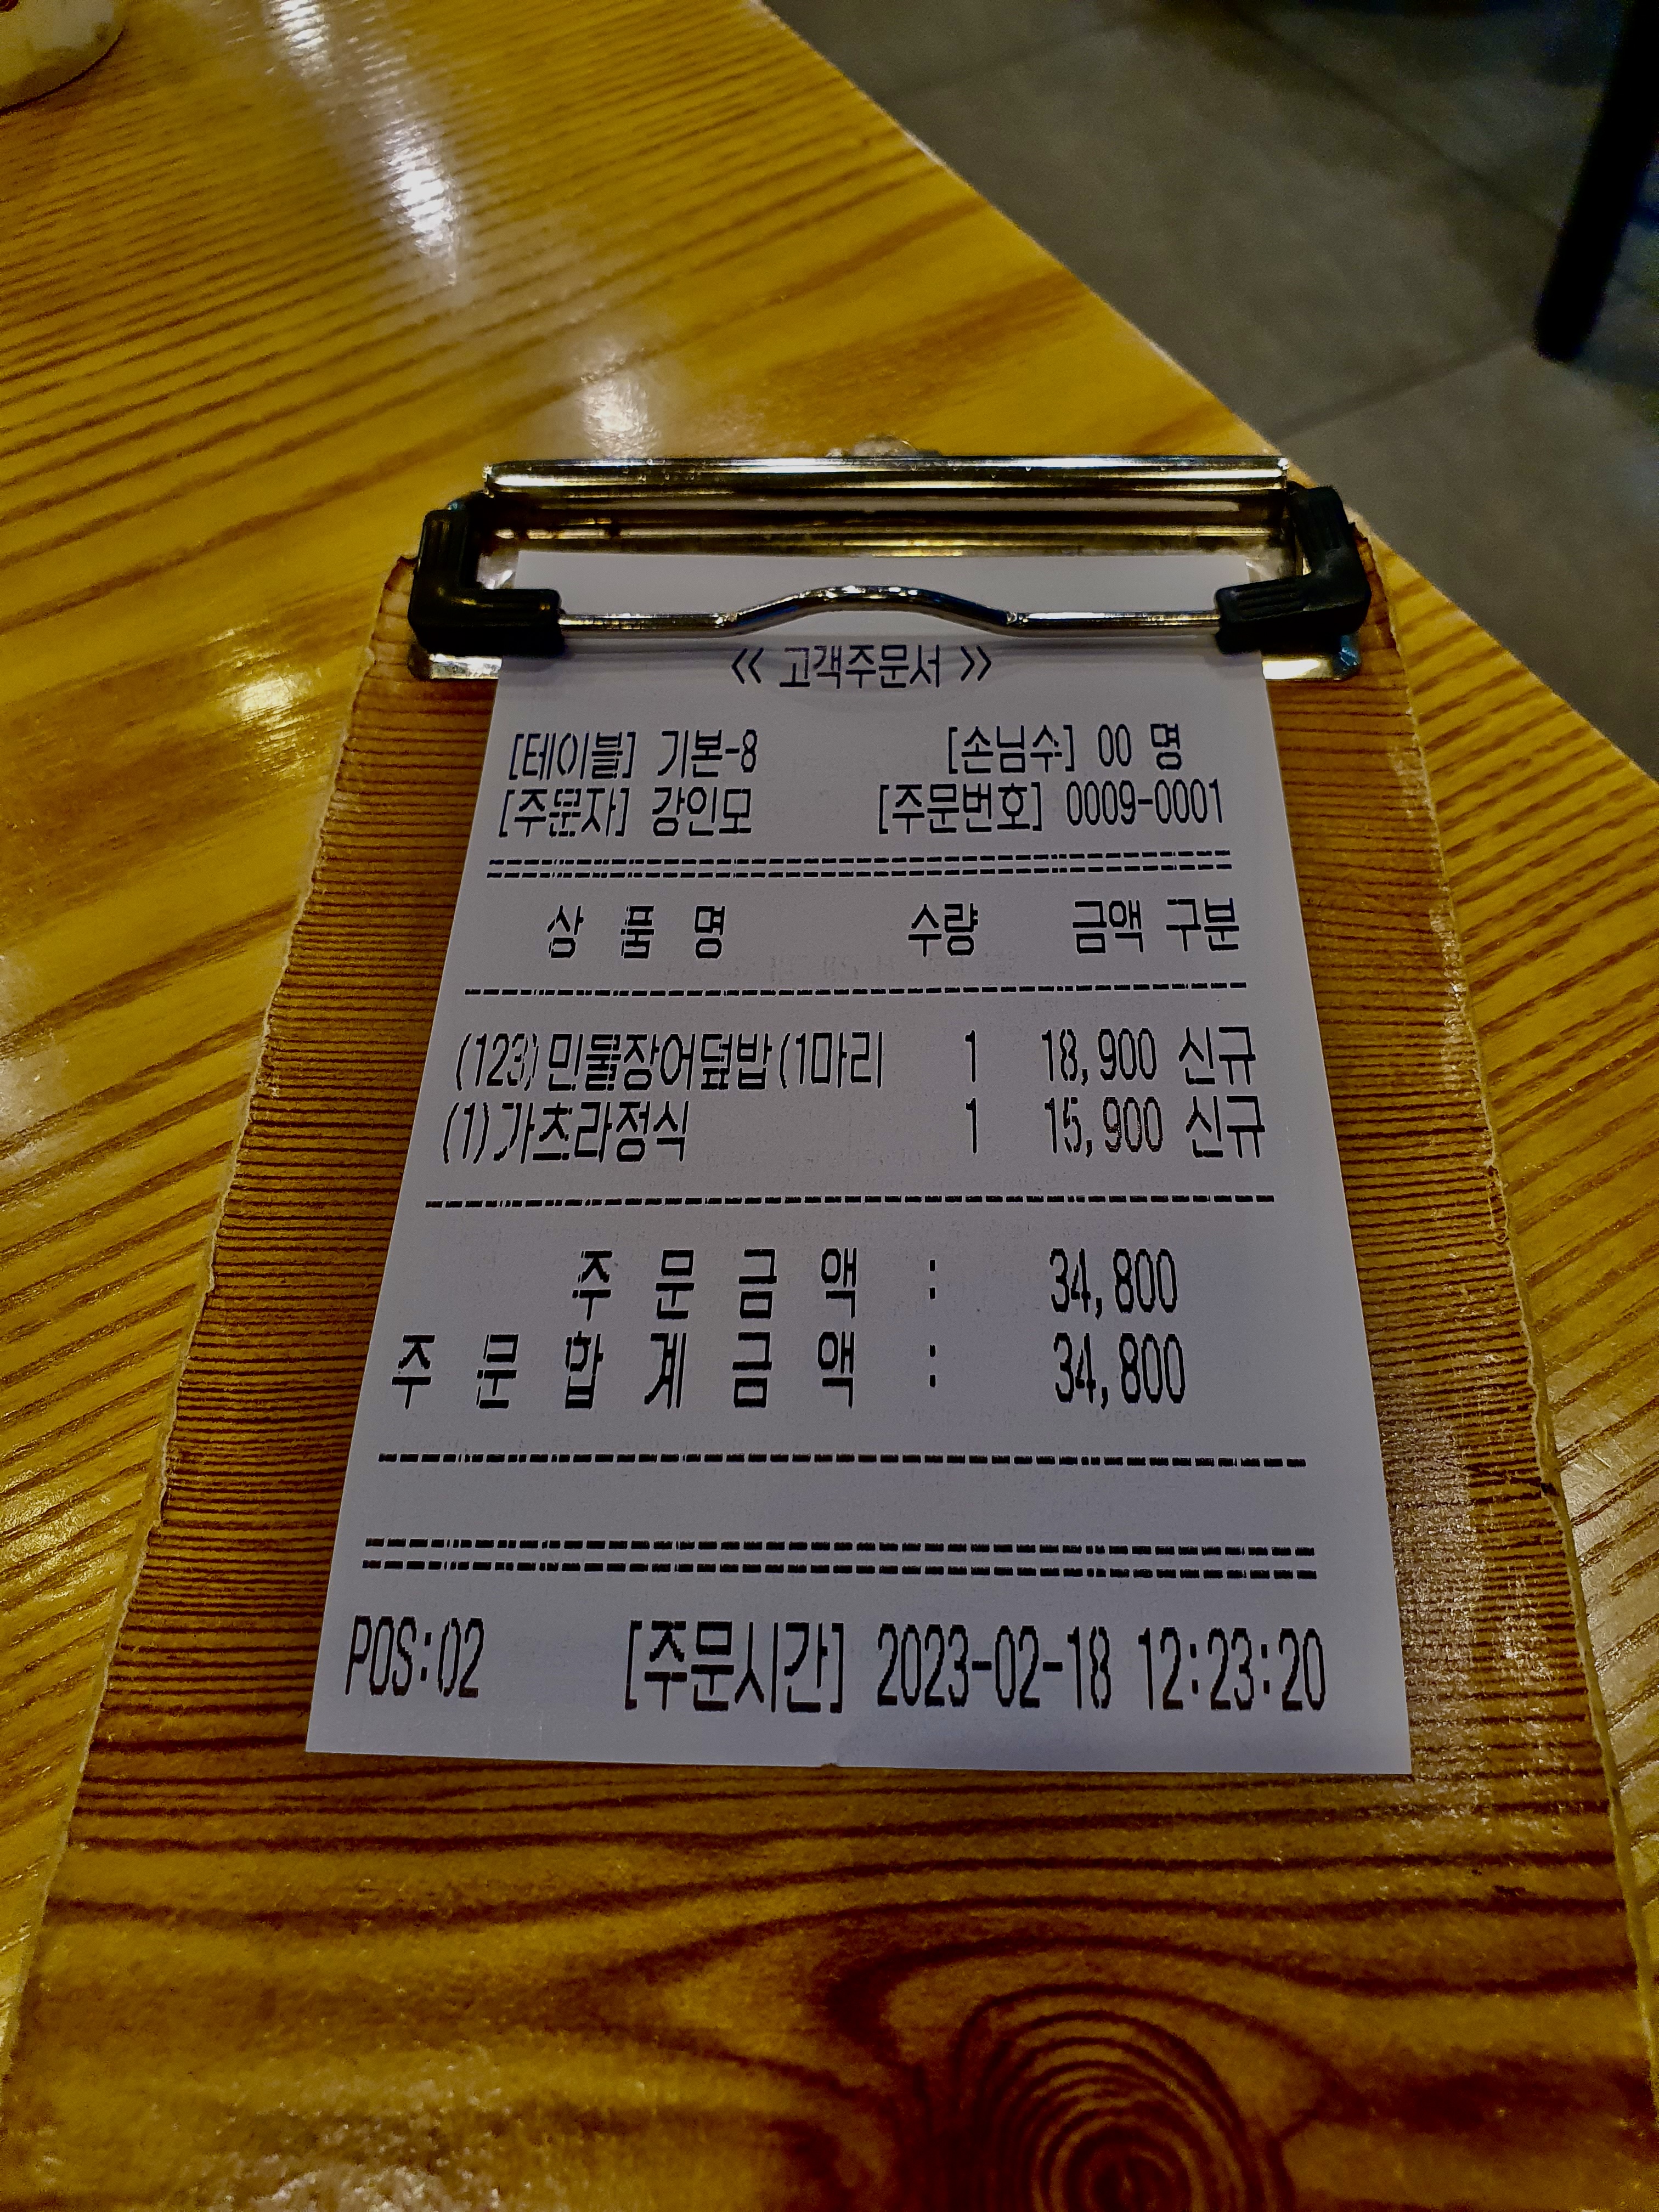 << 고객주문서 >>
[테이블] 기본-8 [손님수] 00 명
[주문자] 강인모 [주문번호] 0009-0001
상 품 명 수량 금액 구분
(123)민물장어덮밥(1마리 1 18,900 신규
(1)가츠라정식 1 15,900 신규
주 문 금 액 : 34,800
주 문 합 계 금 액 : 34,800
POS:02 [주문시간] 2023-02-18 12:23:20